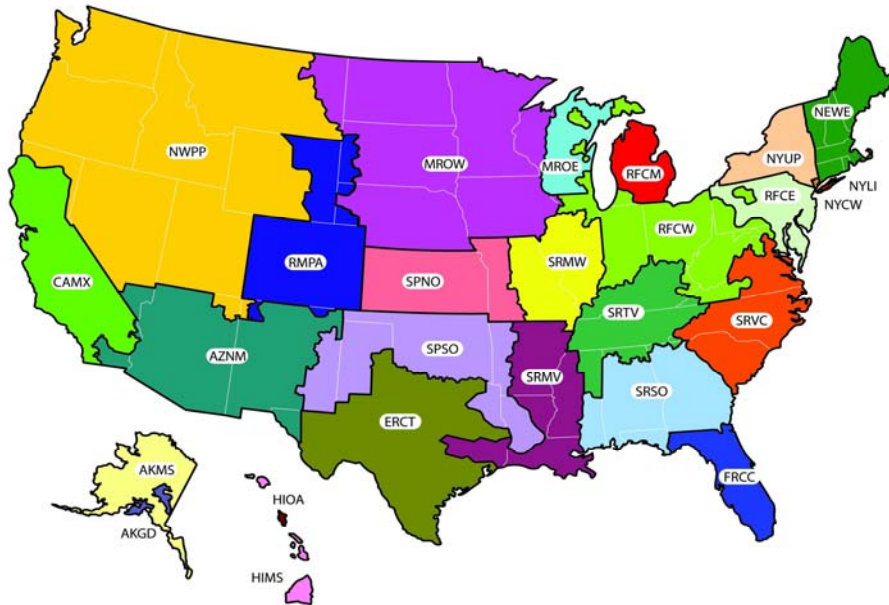 NEWE
NWPP
MROW
NYUP
MROE
RFCM
NYLI
RFCE
NYCW
RFCW
RMPA
SRMW
SPNO
CAMX
SRTV
SRVC
SPSO
AZNM
SRMV
SRSO
ERCT
AKMS
FRCC
HIOA
AKGD
HIMS